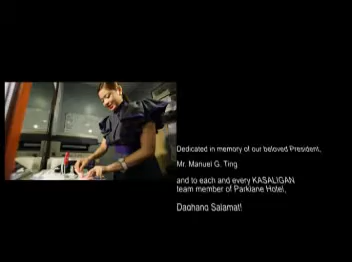 Dedicated in memory of our beloved President,
Mr. Manuel G. Ting
and to each and every KASALIGAN
team member of Parklane Hotel,
Daghang Salamat!